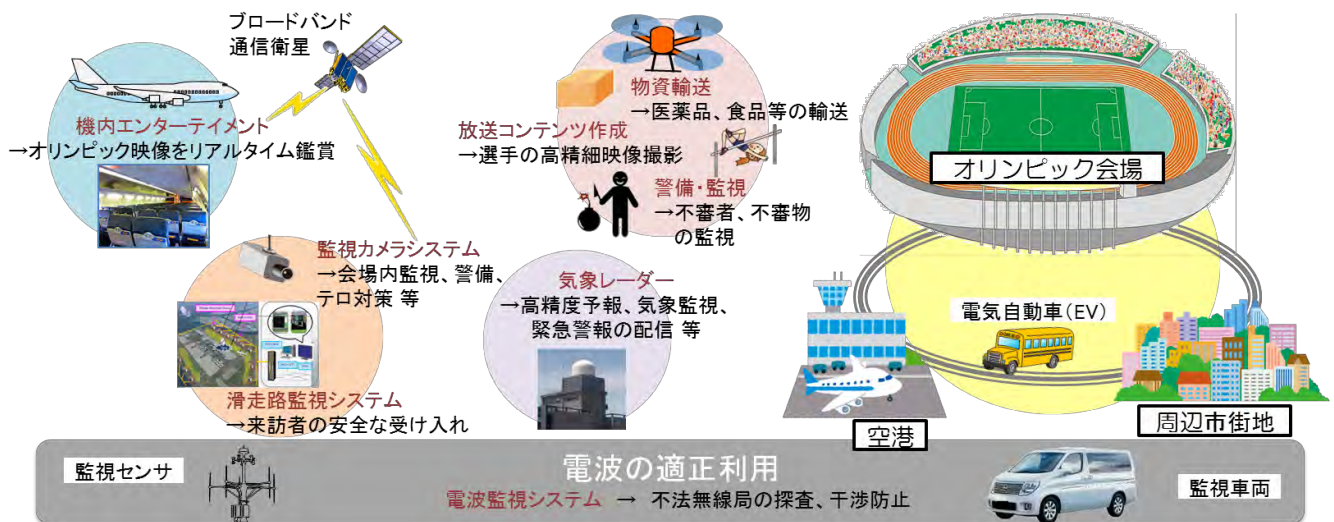 ブロードバンド
通信衛星
機内エンターテイメント
→オリンピック映像をリアルタイム鑑賞
物資輸送
→医薬品、食品等の輸送
放送コンテンツ作成
→選手の高精細映像撮影
警備・監視
→不審者、不審物
の監視
オリンピック会場
監視カメラシステム
→会場内監視、警備、
テロ対策 等
滑走路監視システム
→来訪者の安全な受け入れ
気象レーダー
→高精度予報、気象監視、
緊急警報の配信 等
電気自動車(EV)
空港
周辺市街地
監視センサ
電波の適正利用
電波監視システム → 不法無線局の探査、干渉防止
監視車両